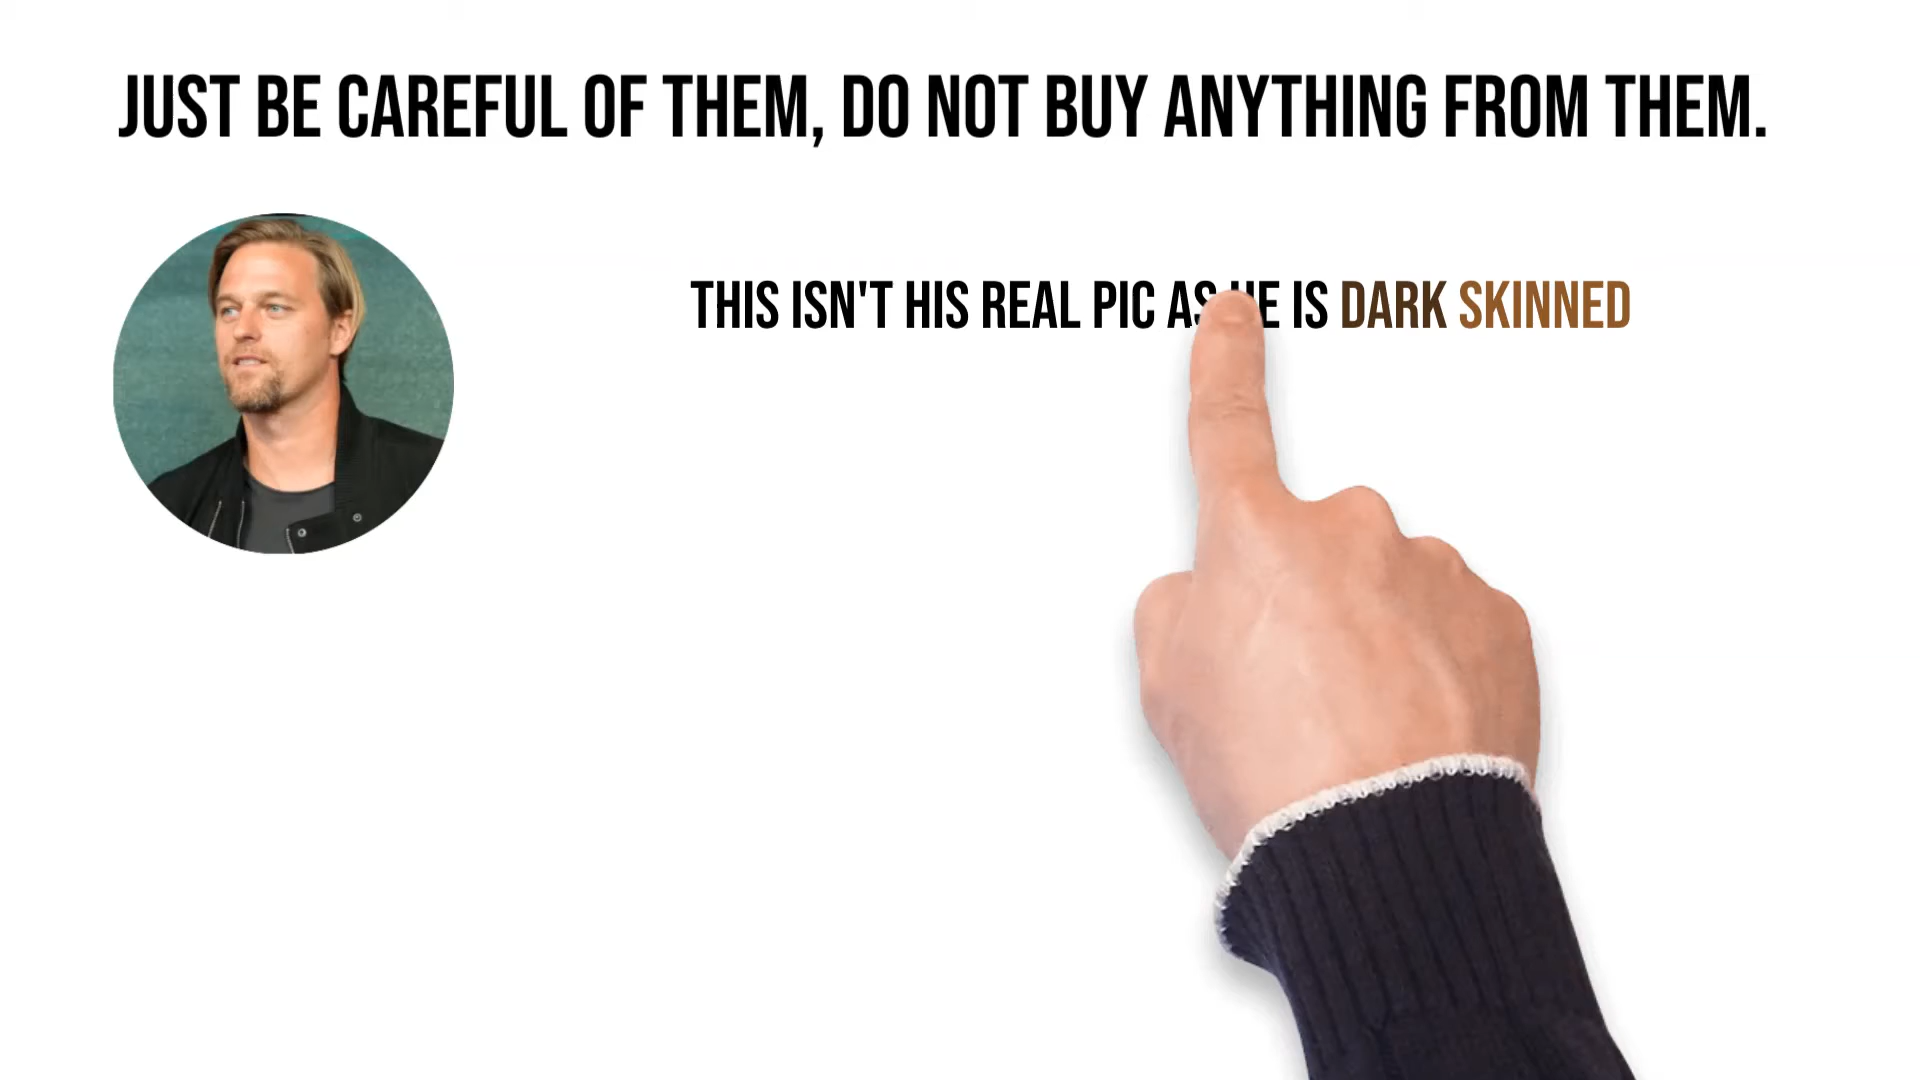 JUST BE CAREFUL OF THEM, DO NOT BUY ANYTHING FROM THEM.
THIS ISN'T HIS REAL PIC AS HE IS DARK SKINNED